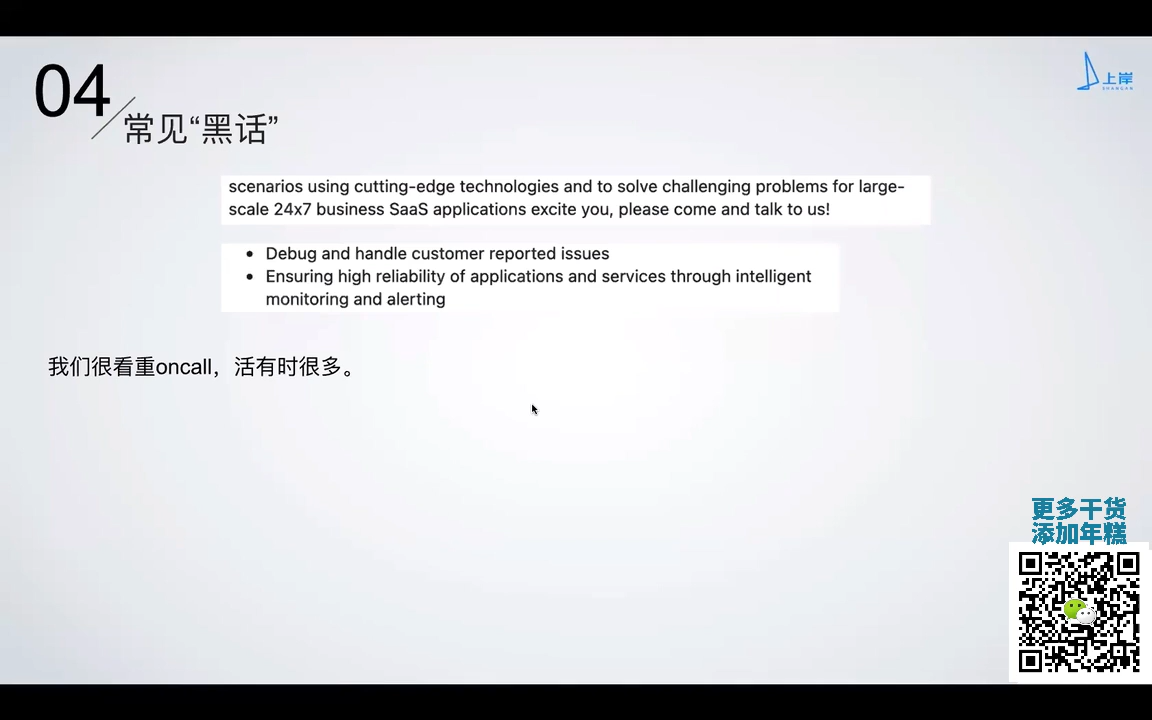 04
常见“黑话”
上岸
SHANGAN
scenarios using cutting-edge technologies and to solve challenging problems for large-
scale 24x7 business SaaS applications excite you, please come and talk to us!
• Debug and handle customer reported issues
• Ensuring high reliability of applications and services through intelligent
monitoring and alerting
我们很看重oncall，活有时很多。
更多干货
添加年糕